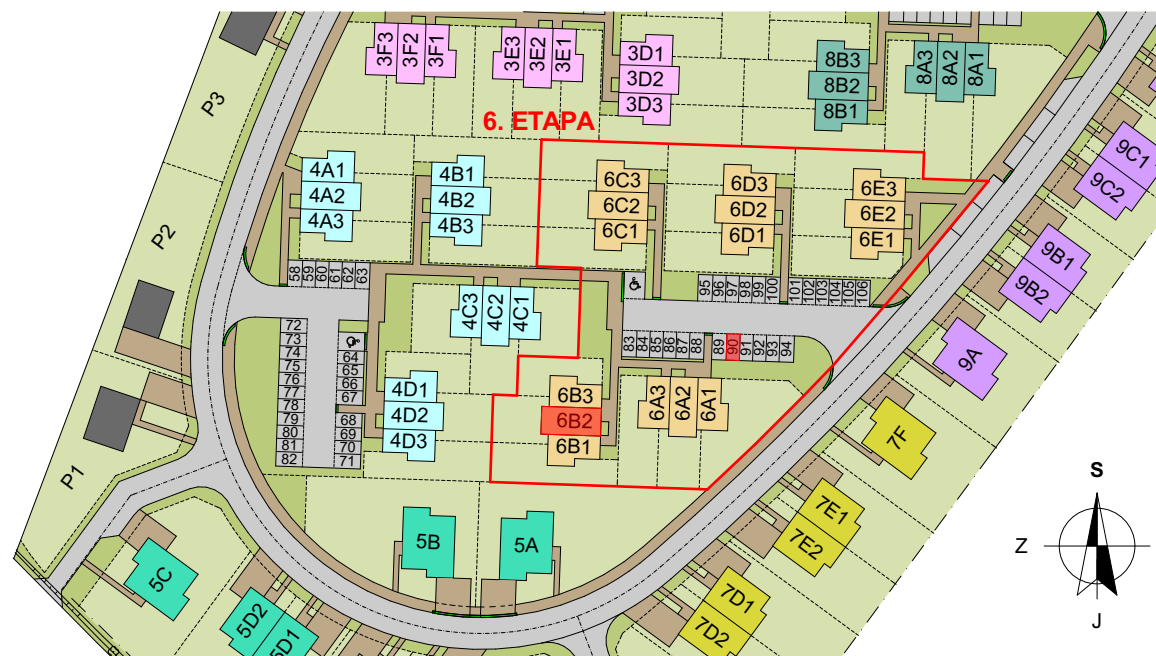 P3
3F3
3F2
3F1
3E3
3E2
3E1
3D1
3D2
3D3
8B3
8B2
8B1
8A3
8A2
8A1
6. ETAPA
9C1
9C2
P2
4A1
4A2
4A3
4B1
4B2
4B3
6C3
6C2
6C1
6D3
6D2
6D1
6E3
6E2
6E1
9B1
9B2
58
59
60
61
62
63
95
96
97
98
99
100
101
102
103
104
105
106
4C3
4C2
4C1
72
73
74
75
76
77
78
79
80
81
82
64
65
66
67
68
69
70
71
83
84
85
86
87
88
89
90
91
92
93
94
9A
4D1
4D2
4D3
6B3
6B2
6B1
6A3
6A2
6A1
7F
P1
5B
5A
7E1
7E2
5C
5D2
5D1
7D1
7D2
S
Z
J